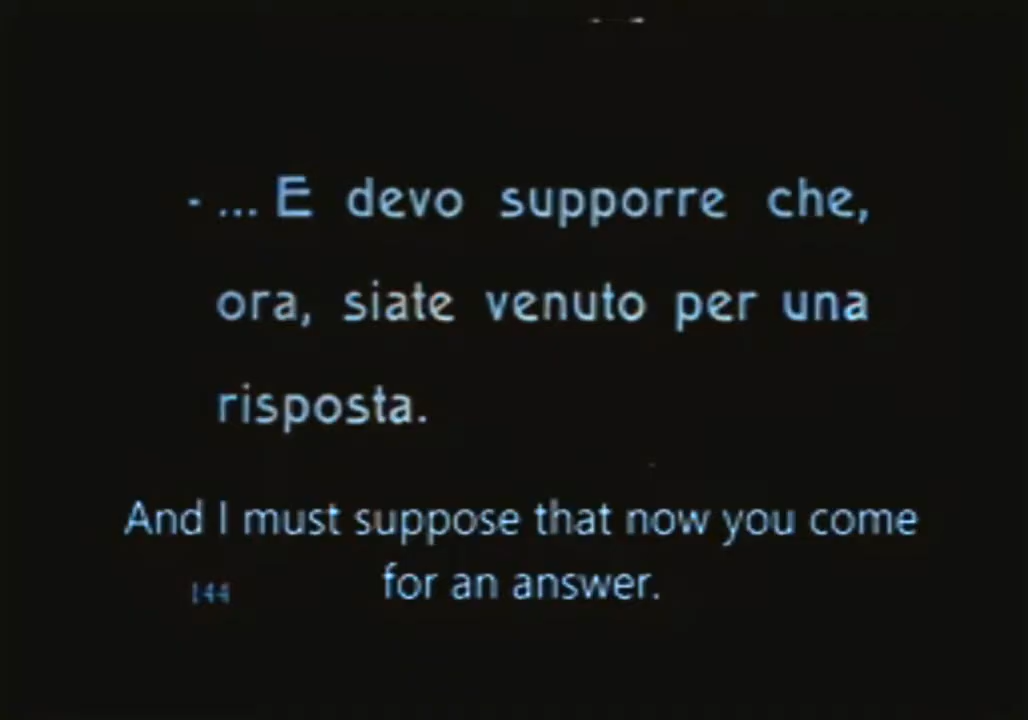 - ... E devo supporre che,
ora, siate venuto per una
risposta.
And I must suppose that now you come
for an answer.
144